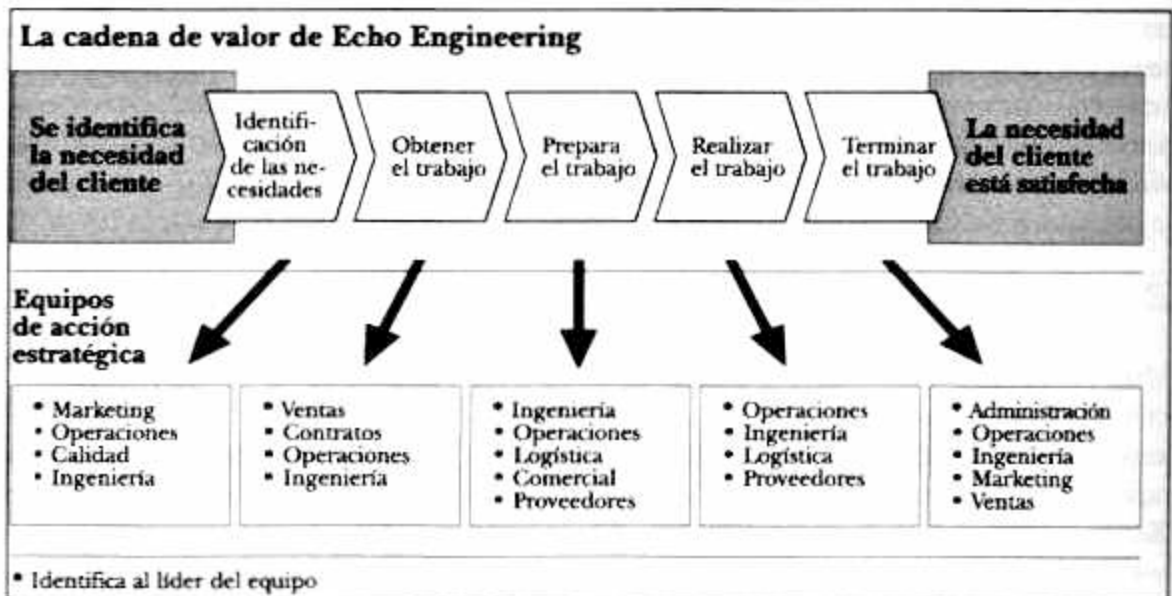 La cadena de valor de Echo Engineering
Se identifica
la necesidad
del cliente
Identifi-
cación
de las ne-
cesidades
Obtener
el trabajo
Prepara
el trabajo
Realizar
el trabajo
Terminar
el trabajo
La necesidad
del cliente
está satisfecha
Equipos
de acción
estratégica
* Marketing
• Operaciones
• Calidad
• Ingeniería
* Ventas
• Contratos
• Operaciones
• Ingeniería
* Ingeniería
• Operaciones
• Logística
• Comercial
• Proveedores
* Operaciones
• Ingeniería
• Logística
• Proveedores
* Administración
• Operaciones
• Ingeniería
• Marketing
• Ventas
* Identifica al líder del equipo